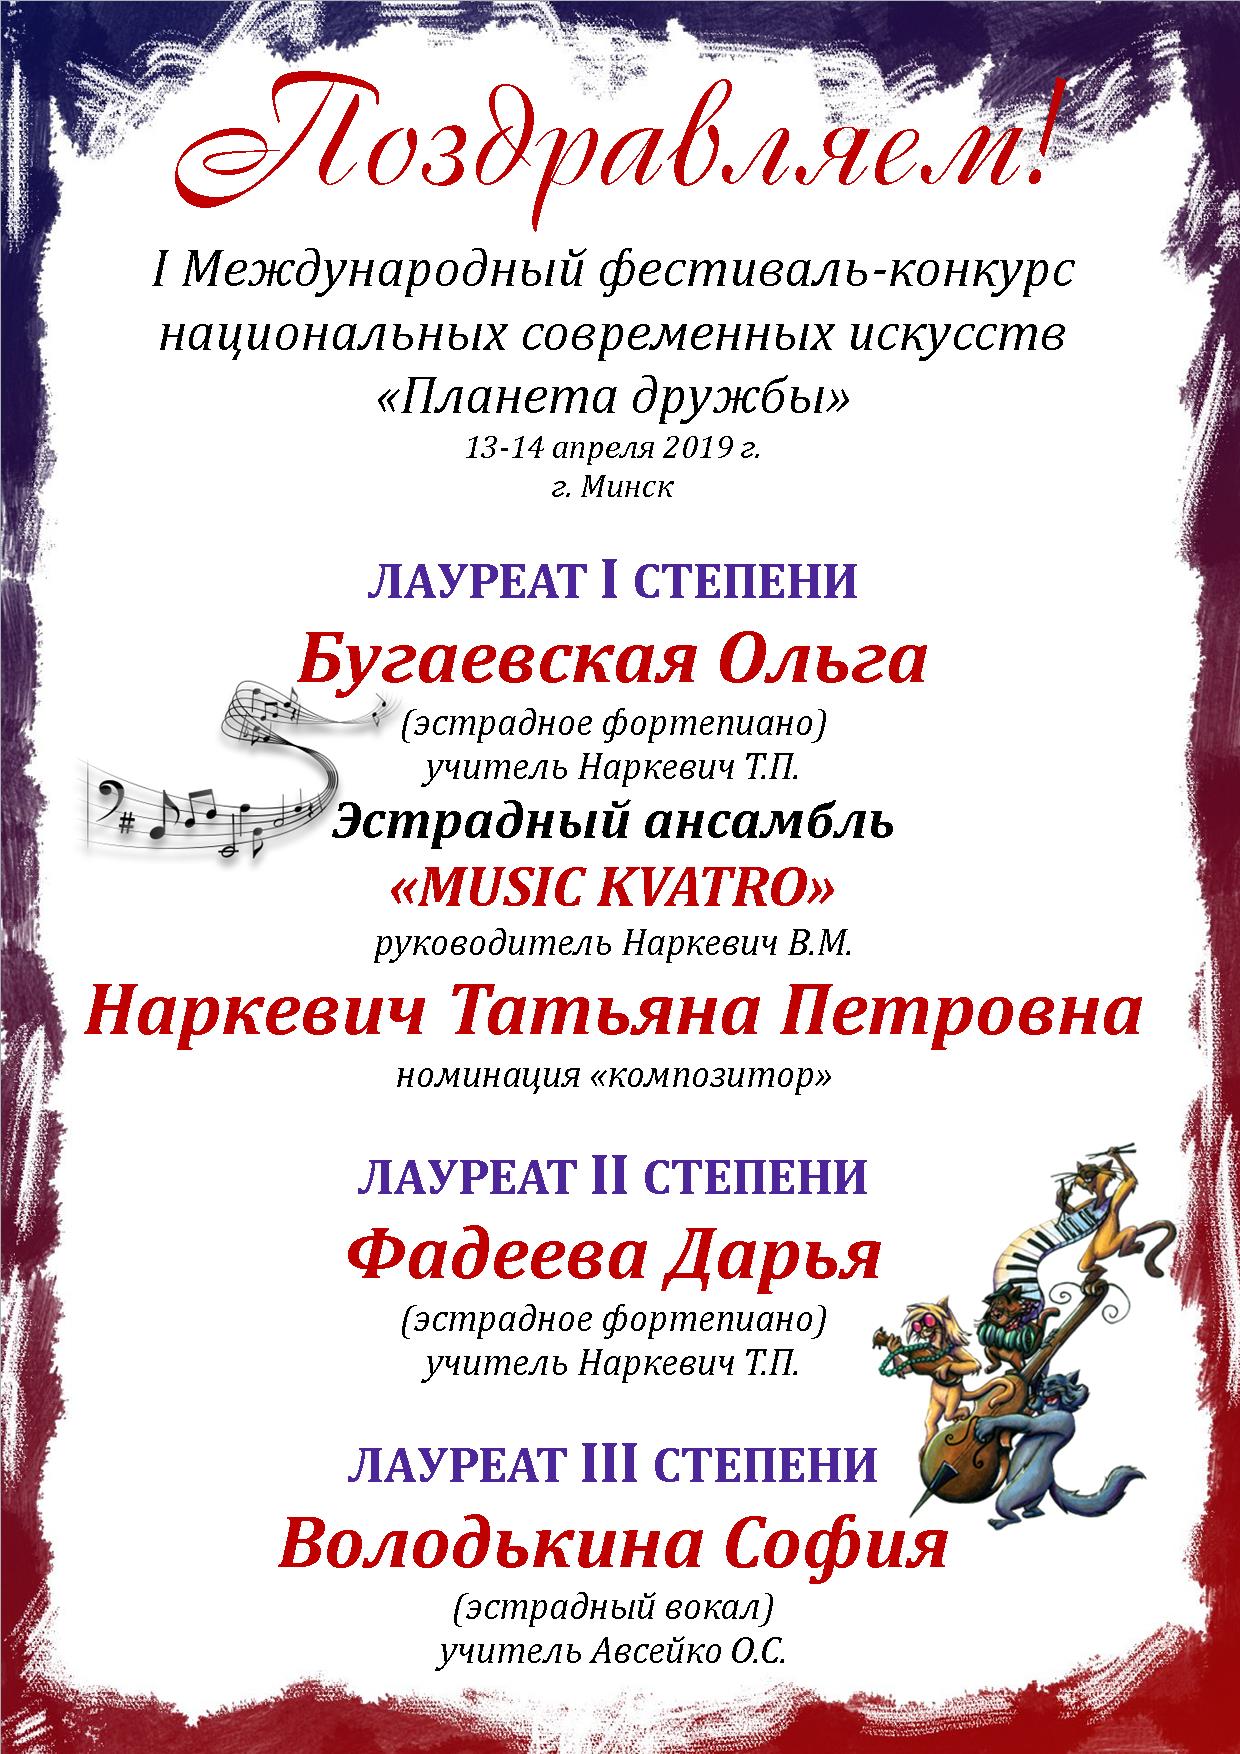 Поздравляем!
I Международный фестиваль-конкурс
национальных современных искусств
«Планета дружбы»
13-14 апреля 2019 г.
г. Минск
ЛАУРЕАТ I СТЕПЕНИ
Бугаевская Ольга
(эстрадное фортепиано)
учитель Наркевич Т.П.
Эстрадный ансамбль
«MUSIC KVATRO»
руководитель Наркевич В.М.
Наркевич Татьяна Петровна
номинация «композитор»
ЛАУРЕАТ II СТЕПЕНИ
Фадеева Дарья
(эстрадное фортепиано)
учитель Наркевич Т.П.
ЛАУРЕАТ III СТЕПЕНИ
Володькина София
(эстрадный вокал)
учитель Авсейко О.С.